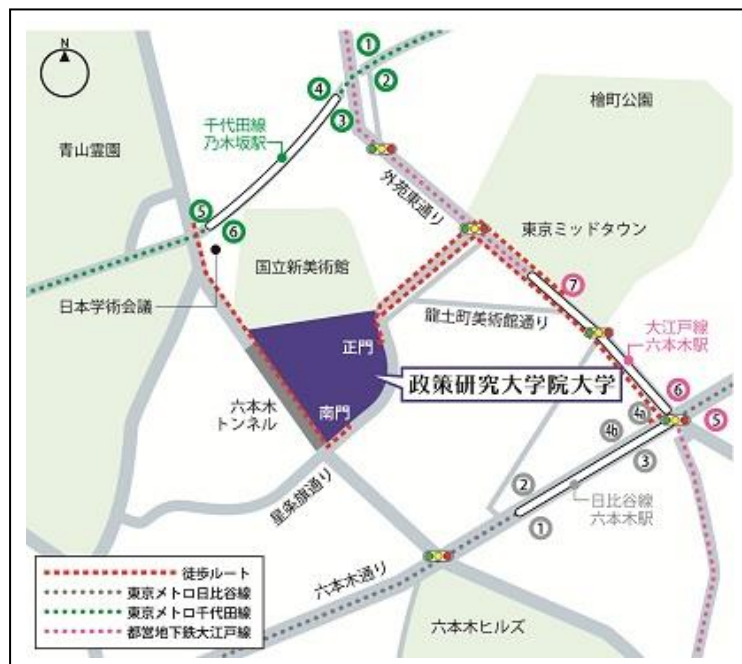 N
①
②
④
③
千代田線
乃木坂駅
青山霊園
檜町公園
外苑東通り
⑤
⑥
東京ミッドタウン
国立新美術館
日本学術会議
⑦
龍土町美術館通り
大江戸線
六本木駅
正門
政策研究大学院大学
六本木
トンネル
南門
⑥
4a
4b
⑤
③
②
①
日比谷線
六本木駅
星条旗通り
六本木通り
六本木ヒルズ
徒歩ルート
東京メトロ日比谷線
東京メトロ千代田線
都営地下鉄大江戸線